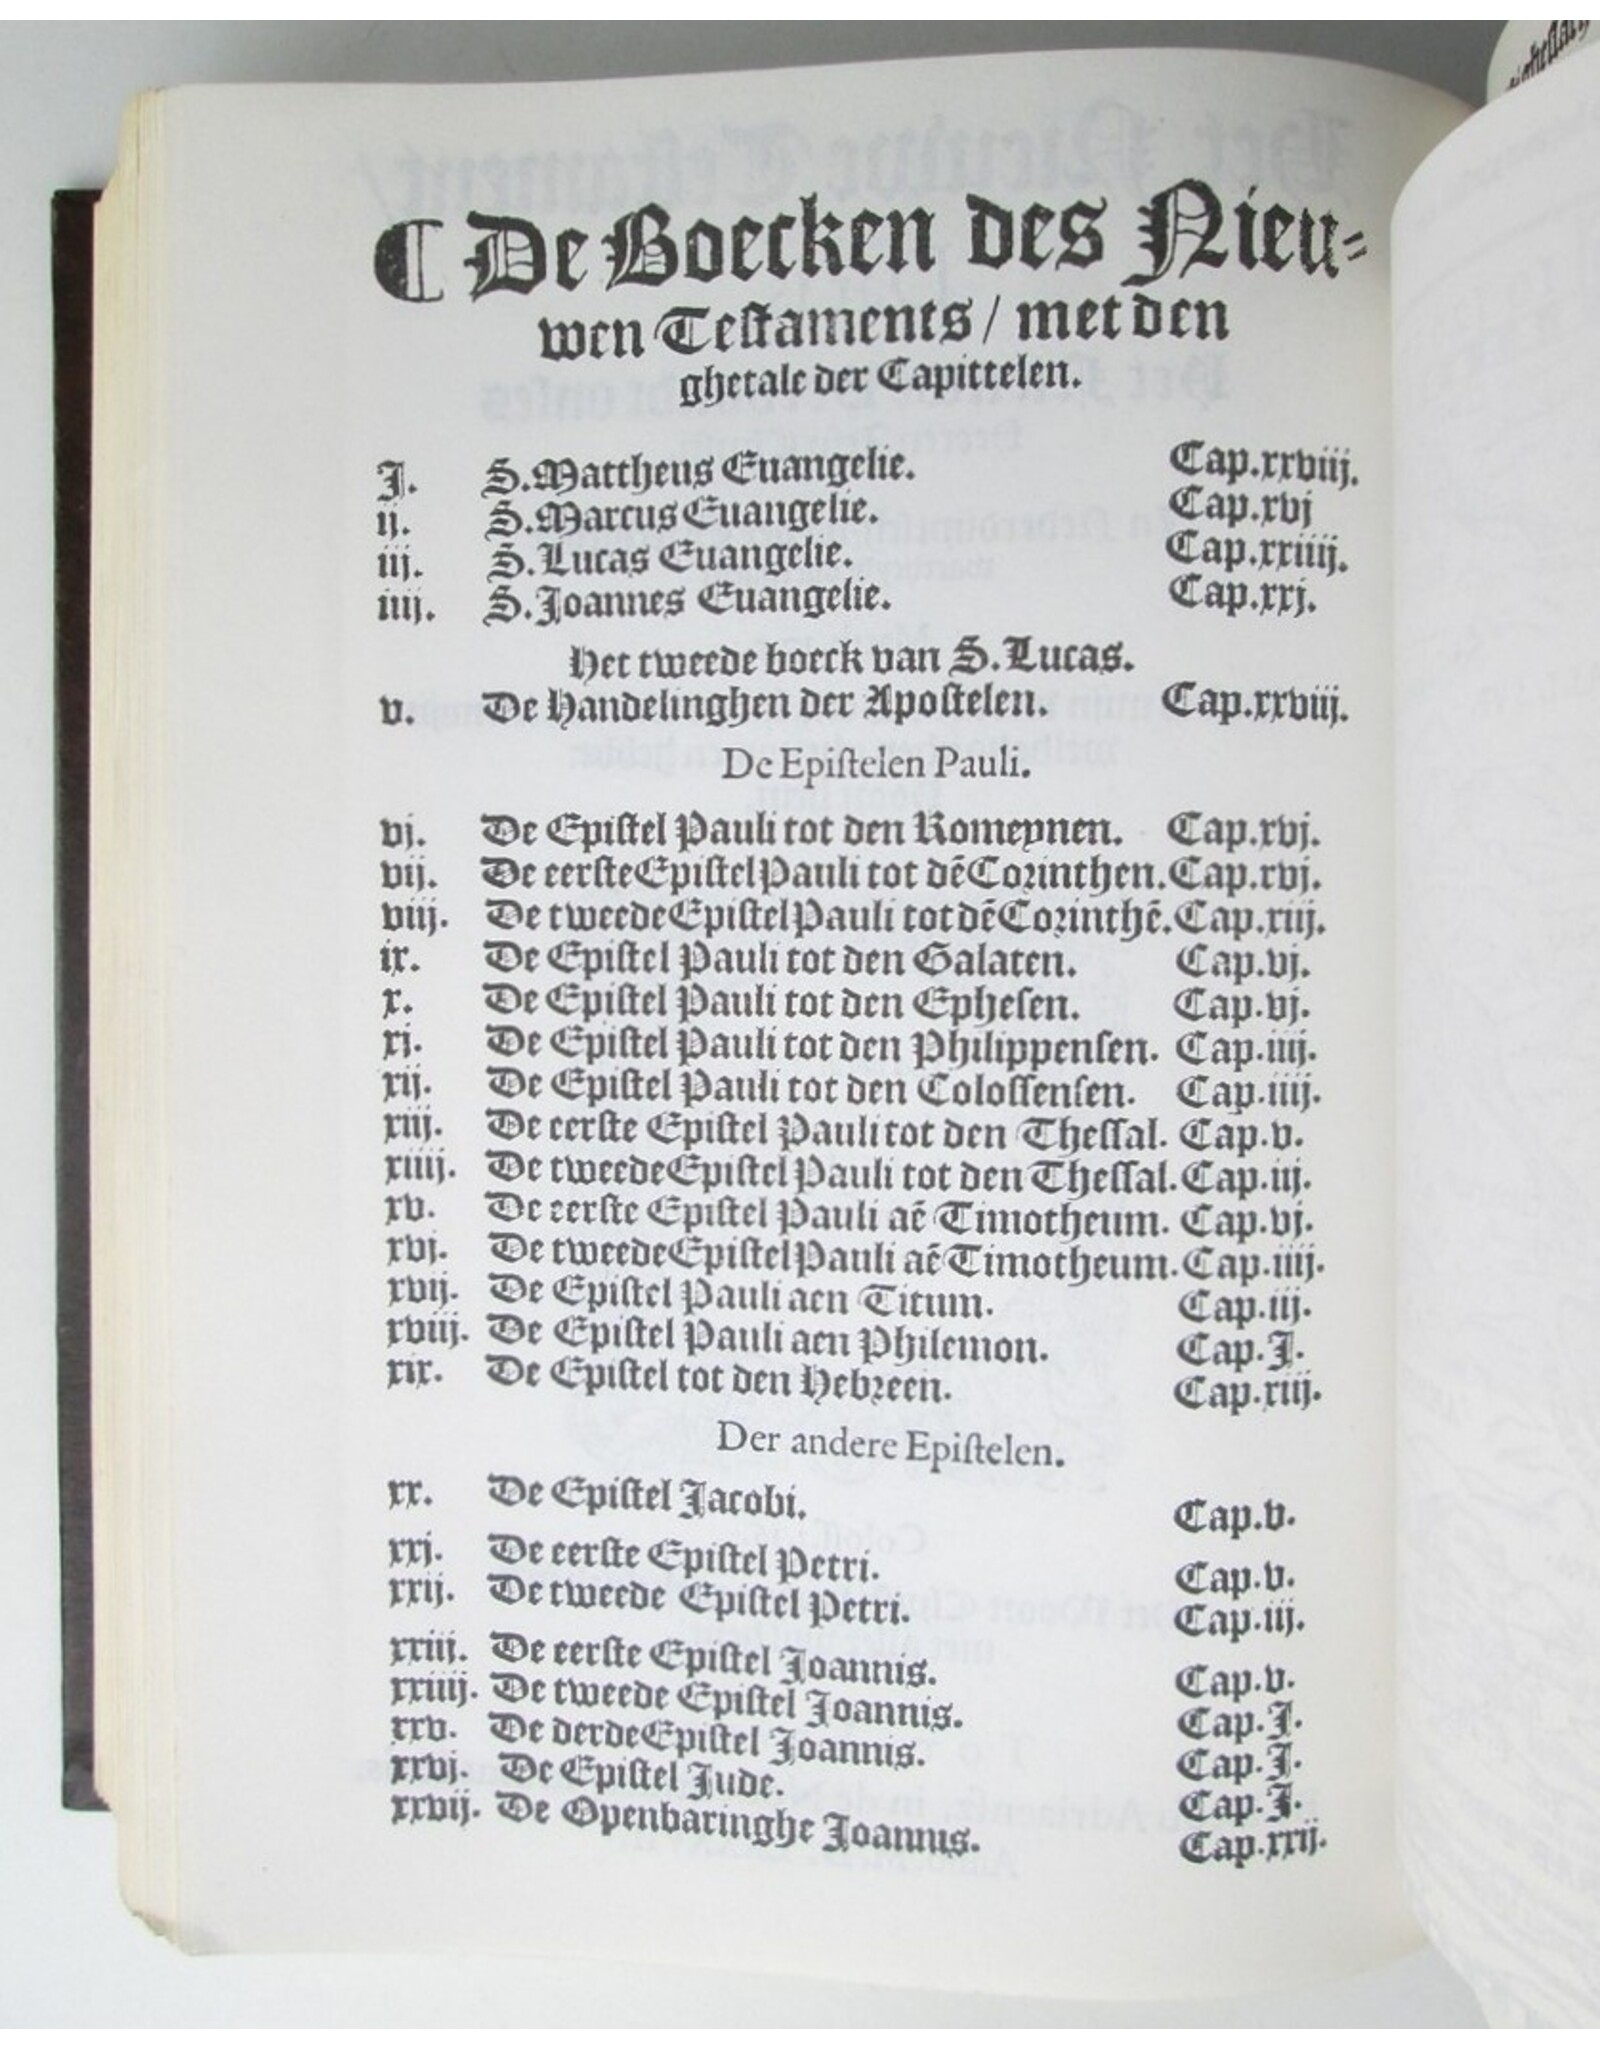 ¶ De Boecken des Nieu⸗
wen Teſtaments / met den
ghetale der Capittelen.
J. S. Mattheus Euangelie. Cap. xxviij.
ij. S. Marcus Euangelie. Cap. xvj
iij. S. Lucas Euangelie. Cap. xxiiij.
iiij. S. Joannes Euangelie. Cap. xxj.
Het tweede boeck van S. Lucas.
v. De Handelinghen der Apoſtelen. Cap. xxviij.
De Epiſtelen Pauli.
vj. De Epiſtel Pauli tot den Romeynen. Cap. xvj.
vij. De eerſte Epiſtel Pauli tot dē Corinthen. Cap. xvj.
viij. De tweede Epiſtel Pauli tot dē Corinthē. Cap. xiij.
ix. De Epiſtel Pauli tot den Galaten. Cap. vj.
x. De Epiſtel Pauli tot den Epheſen. Cap. vj.
xj. De Epiſtel Pauli tot den Philippenſen. Cap. iiij.
xij. De Epiſtel Pauli tot den Coloſſenſen. Cap. iiij.
xiij. De eerſte Epiſtel Pauli tot den Theſſal. Cap. v.
xiiij. De tweede Epiſtel Pauli tot den Theſſal. Cap. iij.
xv. De eerſte Epiſtel Pauli aē Timotheum. Cap. vj.
xvj. De tweede Epiſtel Pauli aē Timotheum. Cap. iiij.
xvij. De Epiſtel Pauli aen Titum. Cap. iij.
xviij. De Epiſtel Pauli aen Philemon. Cap. J.
xix. De Epiſtel tot den Hebreen. Cap. xiij.
Der andere Epiſtelen.
xx. De Epiſtel Jacobi. Cap. v.
xxj. De eerſte Epiſtel Petri. Cap. v.
xxij. De tweede Epiſtel Petri. Cap. iij.
xxiij. De eerſte Epiſtel Joannis. Cap. v.
xxiiij. De tweede Epiſtel Joannis. Cap. J.
xxv. De derde Epiſtel Joannis. Cap. J.
xxvj. De Epiſtel Jude. Cap. J.
xxvij. De Openbaringhe Joannis. Cap. xxij.